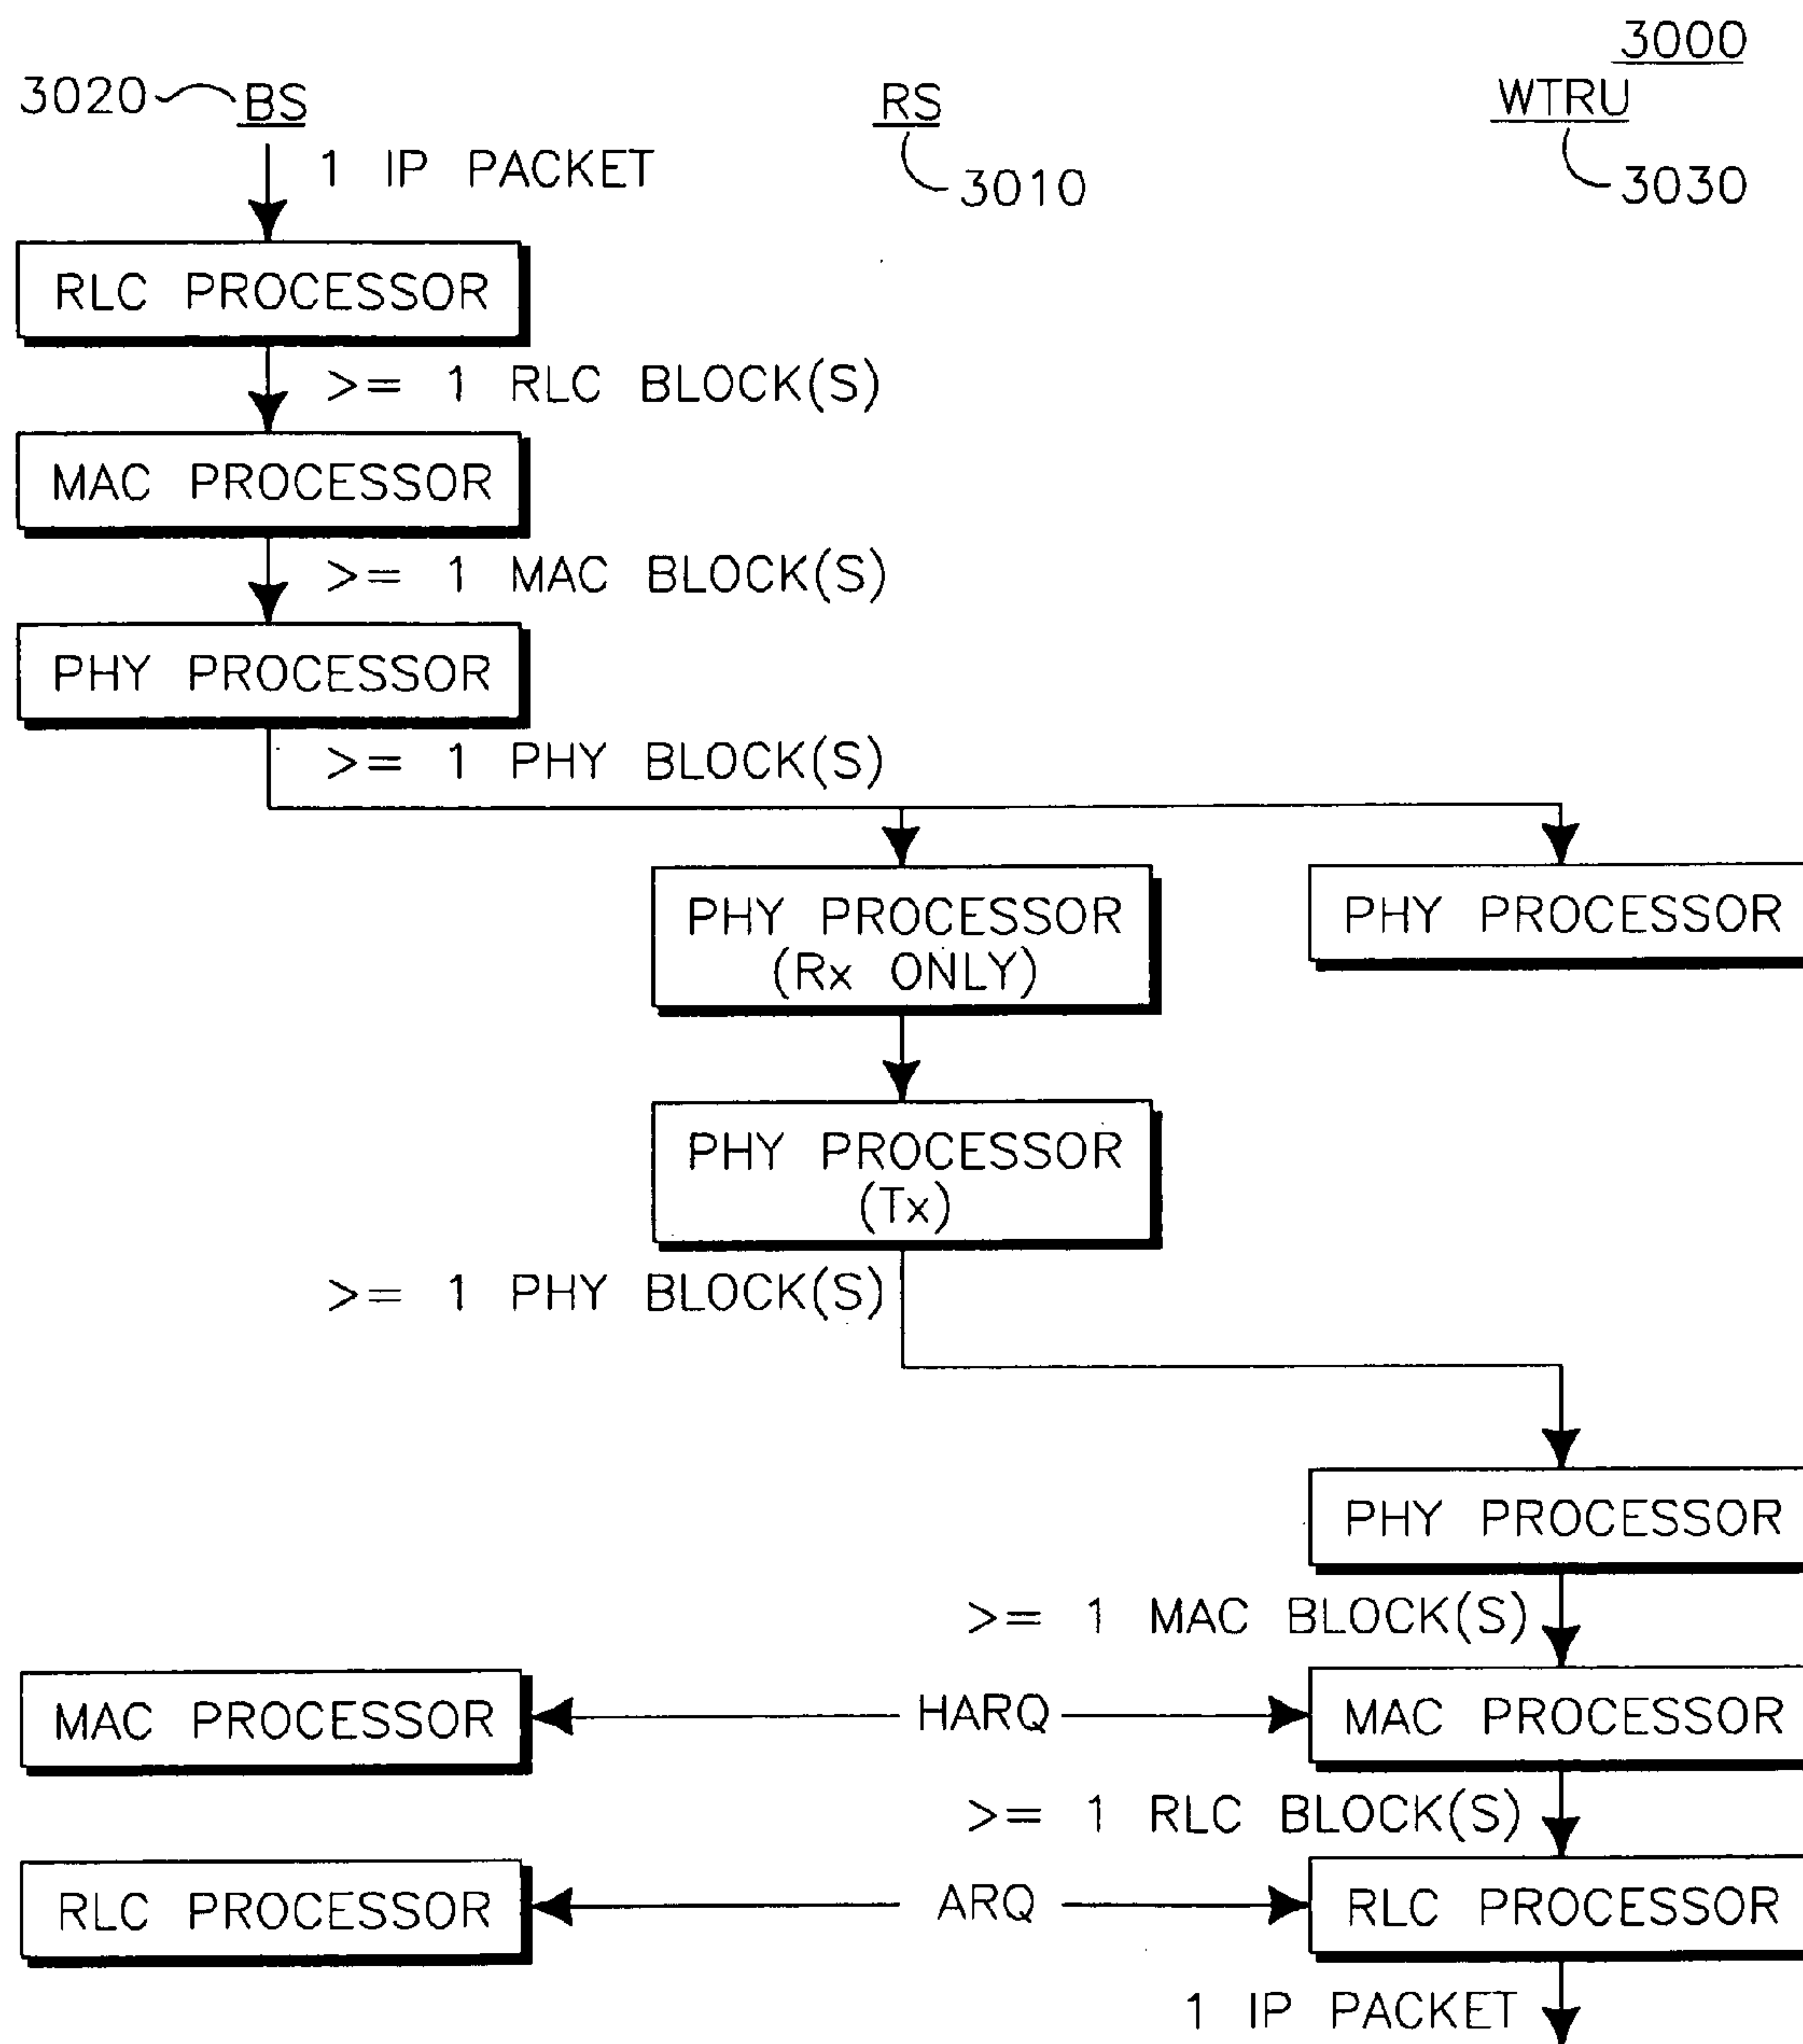 3000
3020 BS RS WTRU
1 IP PACKET 3010 3030
RLC PROCESSOR
>= 1 RLC BLOCK(S)
MAC PROCESSOR
>= 1 MAC BLOCK(S)
PHY PROCESSOR
>= 1 PHY BLOCK(S)
PHY PROCESSOR
(Rx ONLY)
PHY PROCESSOR
PHY PROCESSOR
(Tx)
>= 1 PHY BLOCK(S)
PHY PROCESSOR
>= 1 MAC BLOCK(S)
MAC PROCESSOR HARQ MAC PROCESSOR
>= 1 RLC BLOCK(S)
RLC PROCESSOR ARQ RLC PROCESSOR
1 IP PACKET